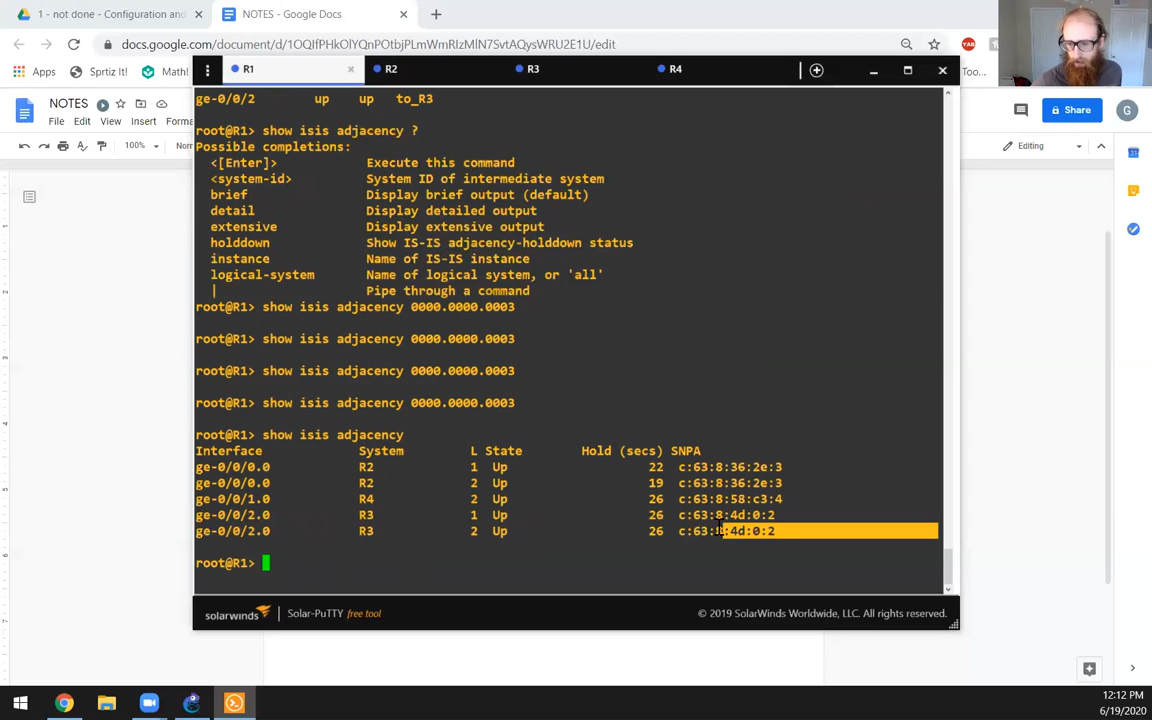 1 - not done - Configuration and
NOTES - Google Docs
docs.google.com/document/d/1OQIfPHkOlYQnPOtbjPLmWmRIzMlN7SvtAQysWRU2E1U/edit
Apps
Sprtiz It!
Math!
Too...
R1
R2
R3
R4
NOTES
File Edit View Insert Forma
Share
G
100%
Nor
Editing
ge-0/0/2 up up to_R3
root@R1> show isis adjacency ?
Possible completions:
<[Enter]> Execute this command
<system-id> System ID of intermediate system
brief Display brief output (default)
detail Display detailed output
extensive Display extensive output
holddown Show IS-IS adjacency-holddown status
instance Name of IS-IS instance
logical-system Name of logical system, or 'all'
| Pipe through a command
root@R1> show isis adjacency 0000.0000.0003
root@R1> show isis adjacency 0000.0000.0003
root@R1> show isis adjacency 0000.0000.0003
root@R1> show isis adjacency 0000.0000.0003
root@R1> show isis adjacency
Interface System L State Hold (secs) SNPA
ge-0/0/0.0 R2 1 Up 22 c:63:8:36:2e:3
ge-0/0/0.0 R2 2 Up 19 c:63:8:36:2e:3
ge-0/0/1.0 R4 2 Up 26 c:63:8:58:c3:4
ge-0/0/2.0 R3 1 Up 26 c:63:8:4d:0:2
ge-0/0/2.0 R3 2 Up 26 c:63:8:4d:0:2
root@R1>
solarwinds
Solar-PuTTY free tool
© 2019 SolarWinds Worldwide, LLC. All rights reserved.
12:12 PM
6/19/2020